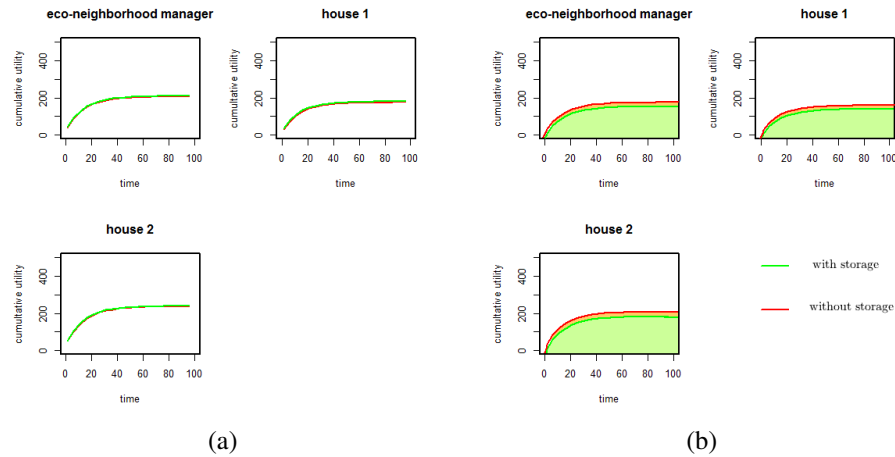 eco-neighborhood manager
cumulative utility
0 200 400
0 20 40 60 80 100
time
house 1
cumultative utility
0 200 400
0 20 40 60 80 100
time
house 2
cumultative utility
0 200 400
0 20 40 60 80 100
time
(a)
eco-neighborhood manager
cumulative utility
0 200 400
0 20 40 60 80 100
time
house 1
cumultative utility
0 200 400
0 20 40 60 80 100
time
house 2
cumultative utility
0 200 400
0 20 40 60 80 100
time
with storage
without storage
(b)